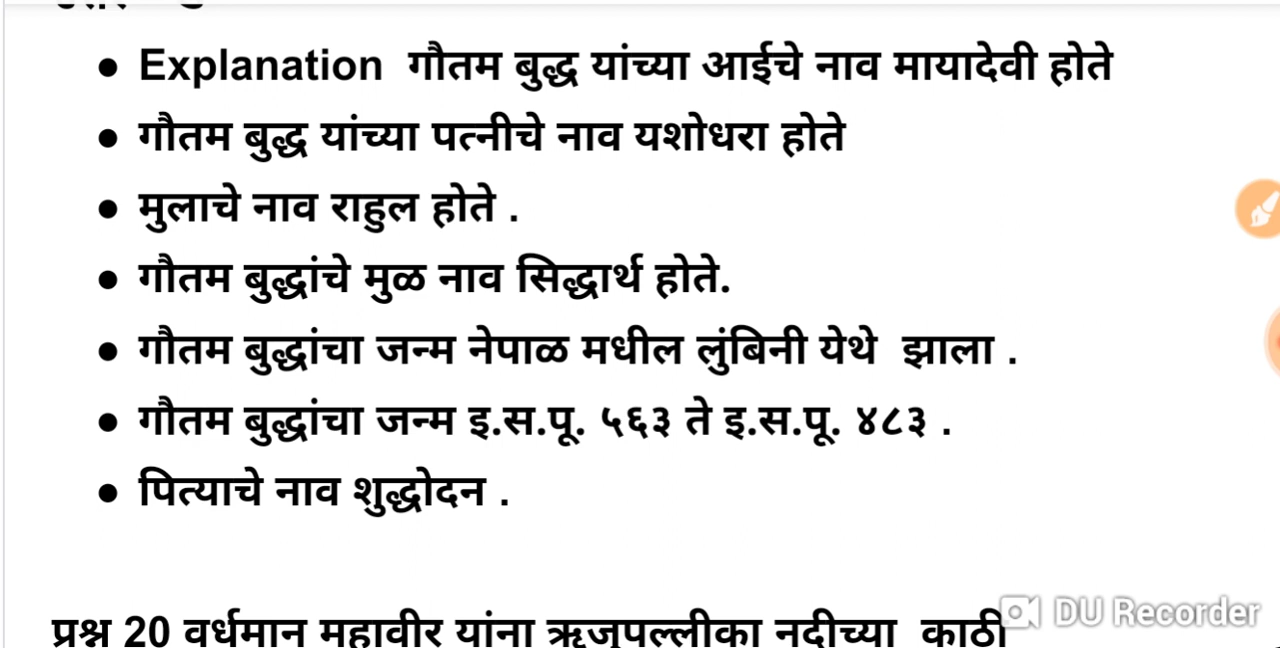 • Explanation गौतम बुद्ध यांच्या आईचे नाव मायादेवी होते
• गौतम बुद्ध यांच्या पत्नीचे नाव यशोधरा होते
• मुलाचे नाव राहुल होते .
• गौतम बुद्धांचे मुळ नाव सिद्धार्थ होते.
• गौतम बुद्धांचा जन्म नेपाळ मधील लुंबिनी येथे झाला .
• गौतम बुद्धांचा जन्म इ.स.पू. ५६३ ते इ.स.पू. ४८३ .
• पित्याचे नाव शुद्धोदन .
प्रश्न 20 वर्धमान महावीर यांना ऋजुपल्लीका नदीच्या काठी
DU Recorder